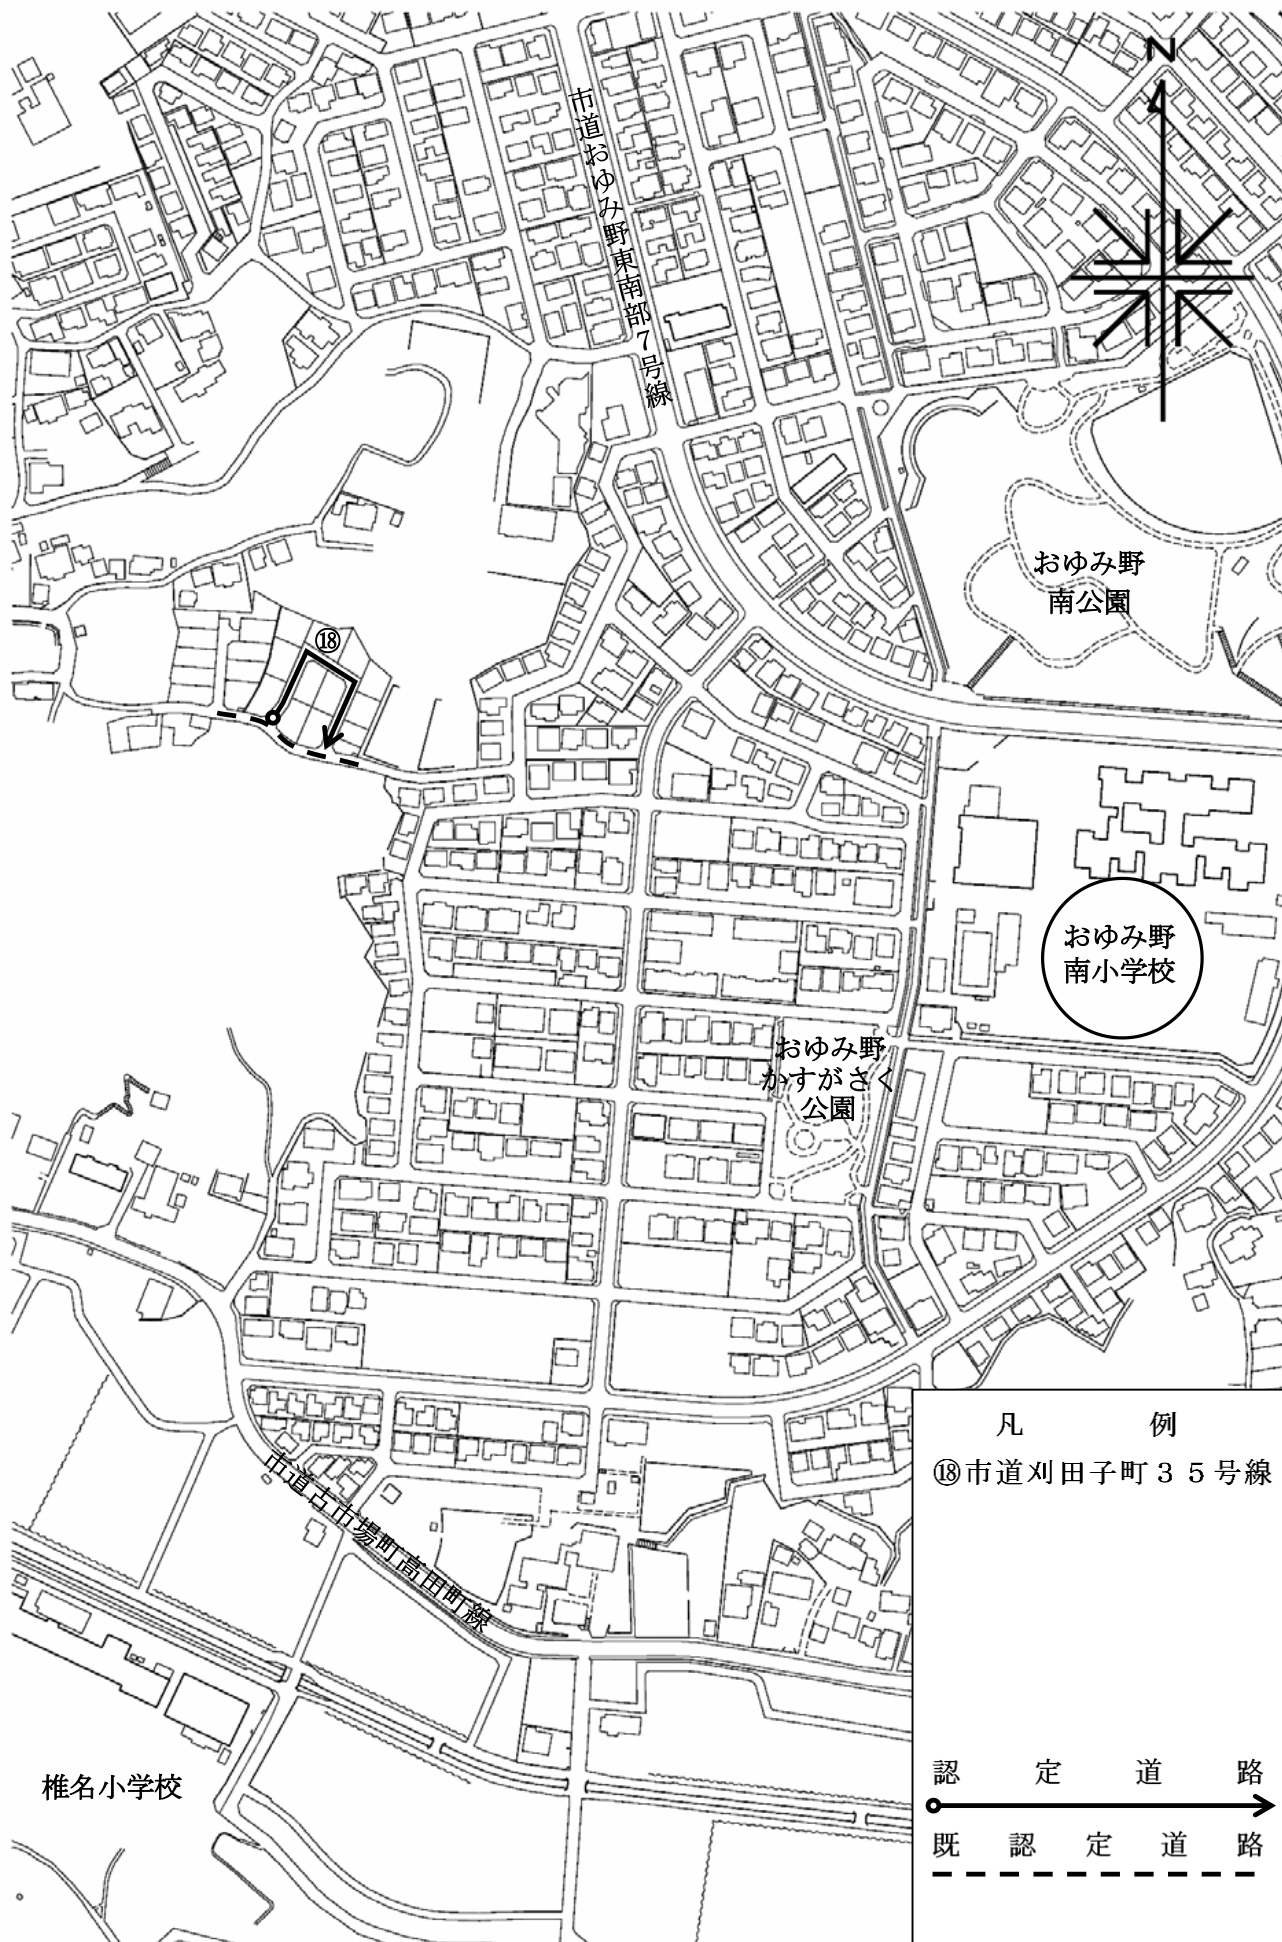 N
市道おゆみ野東南部7号線
おゆみ野
南公園
⑱
おゆみ野
南小学校
おゆみ野
かすがさく
公園
市道古市場町高田町線
椎名小学校
凡例
⑱市道刈田子町35号線
認定道路
既認定道路